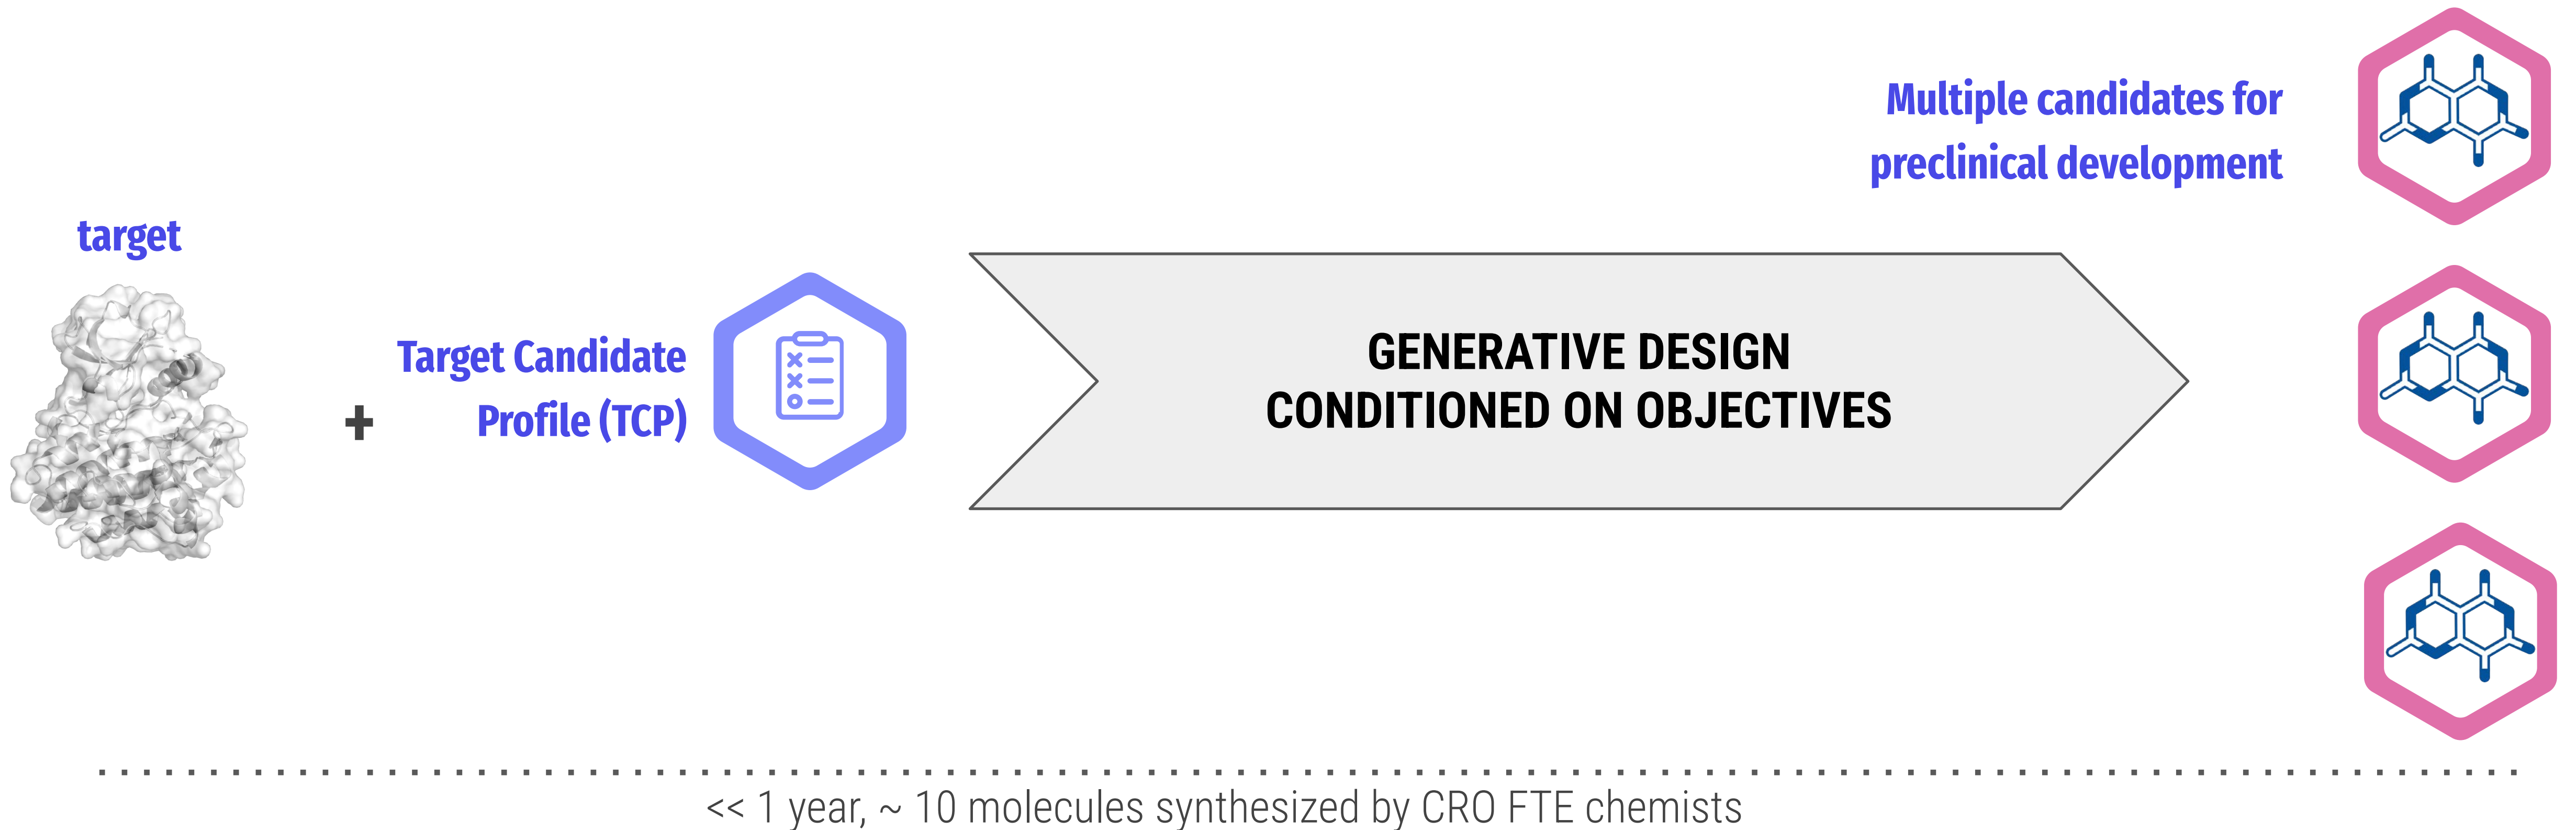 Multiple candidates for
preclinical development
target
Target Candidate
Profile (TCP)
+
GENERATIVE DESIGN
CONDITIONED ON OBJECTIVES
<< 1 year, ~ 10 molecules synthesized by CRO FTE chemists